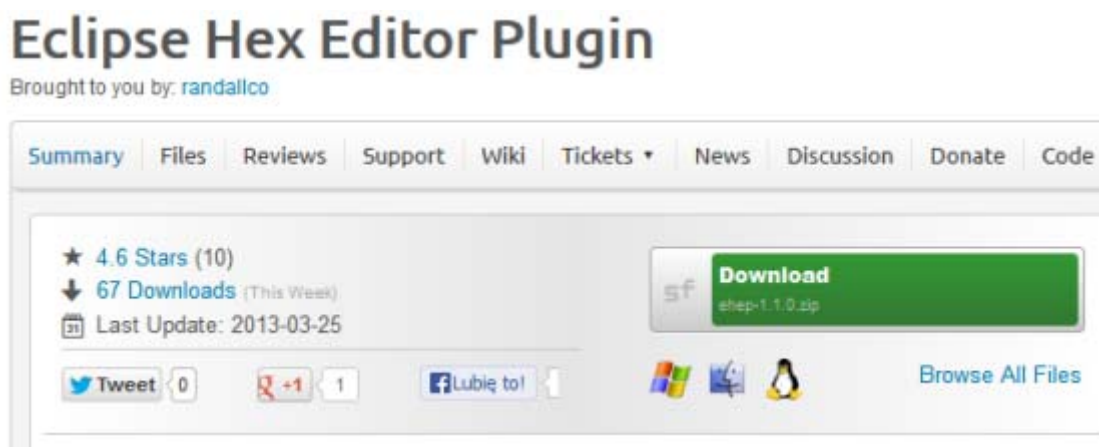 Eclipse Hex Editor Plugin
Brought to you by: randallco
Summary Files Reviews Support Wiki Tickets ▾ News Discussion Donate Code
★ 4.6 Stars (10)
67 Downloads (This Week)
31 Last Update: 2013-03-25
sf Download
ehep-1.1.0.zip
Tweet 0 +1 1 Lubię to!
Browse All Files